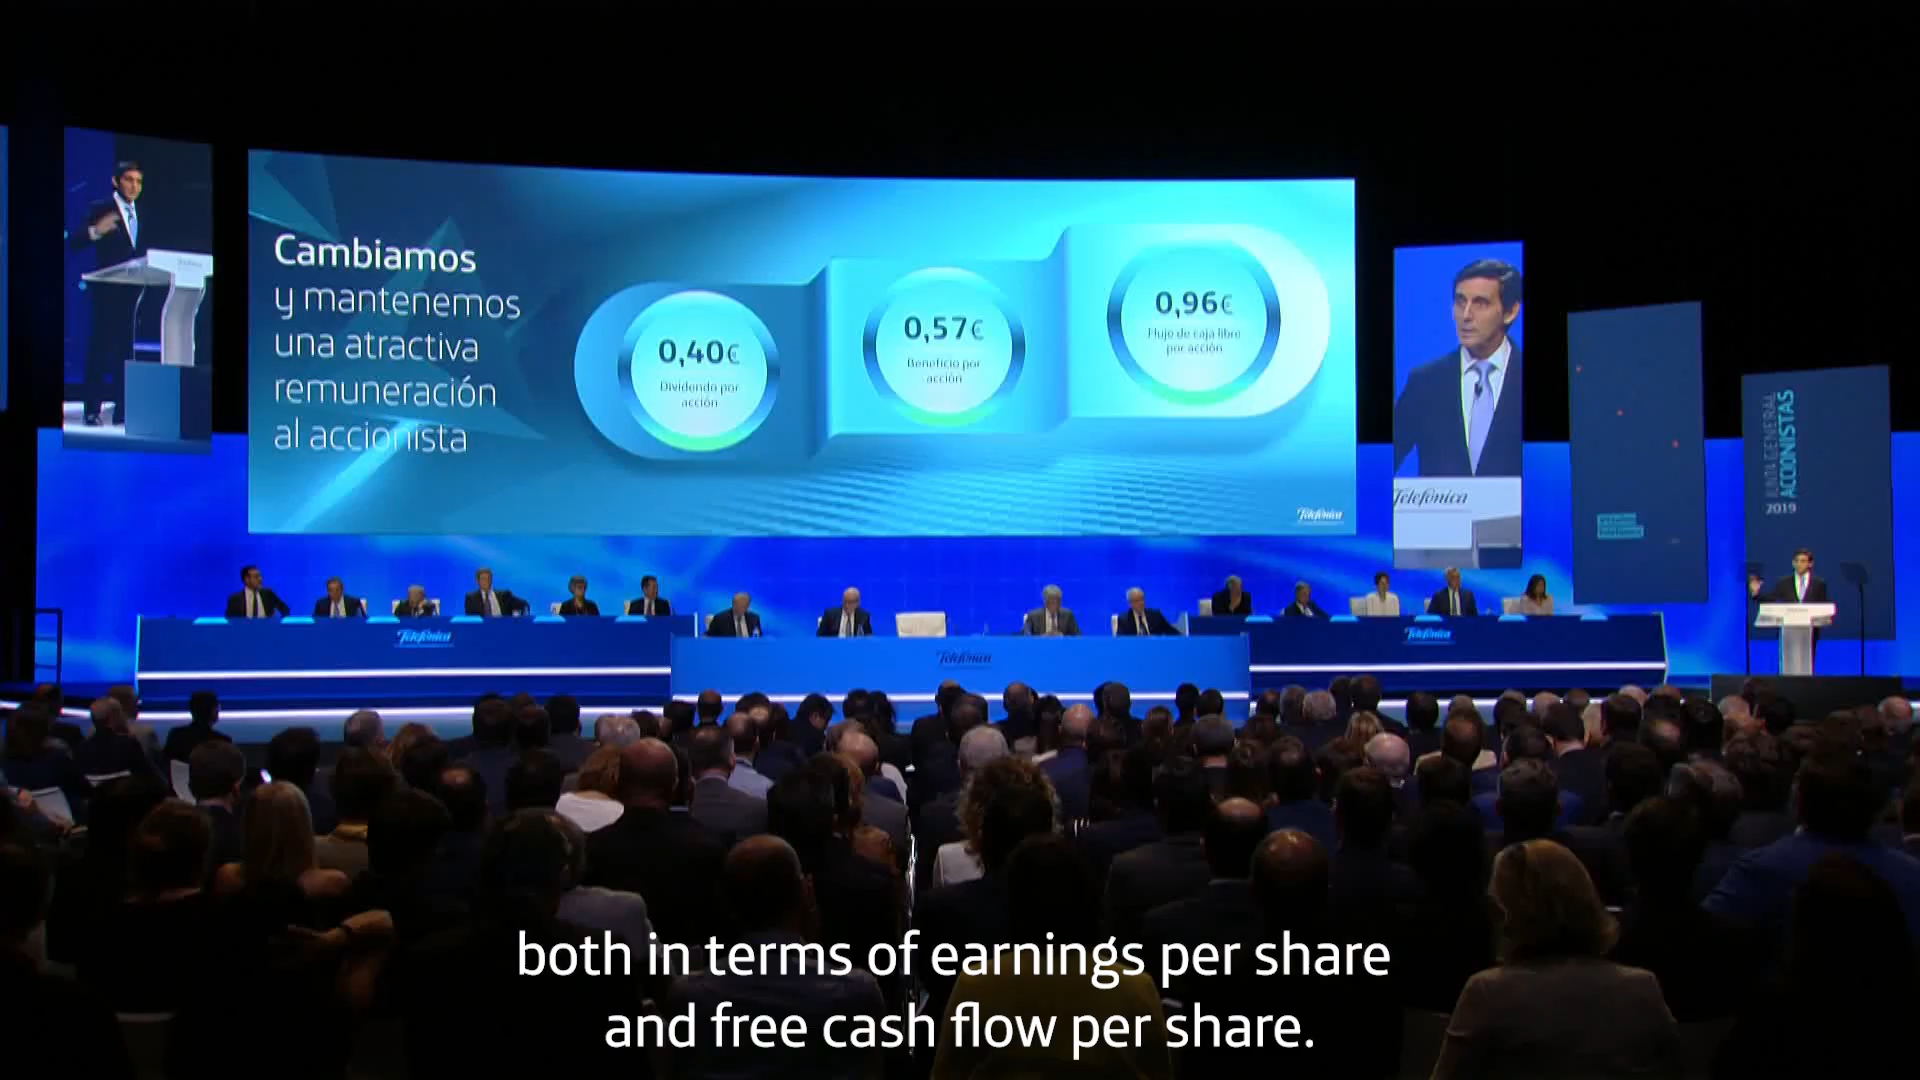 Cambiamos
y mantenemos
una atractiva
remuneración
al accionista
0,40€
Dividendo por
acción
0,57€
Beneficio por
acción
0,96€
Flujo de caja libre
por acción
Telefónica
Telefónica
JUNTA GENERAL
ACCIONISTAS
2019
Telefónica
Telefónica
Telefónica
both in terms of earnings per share
and free cash flow per share.